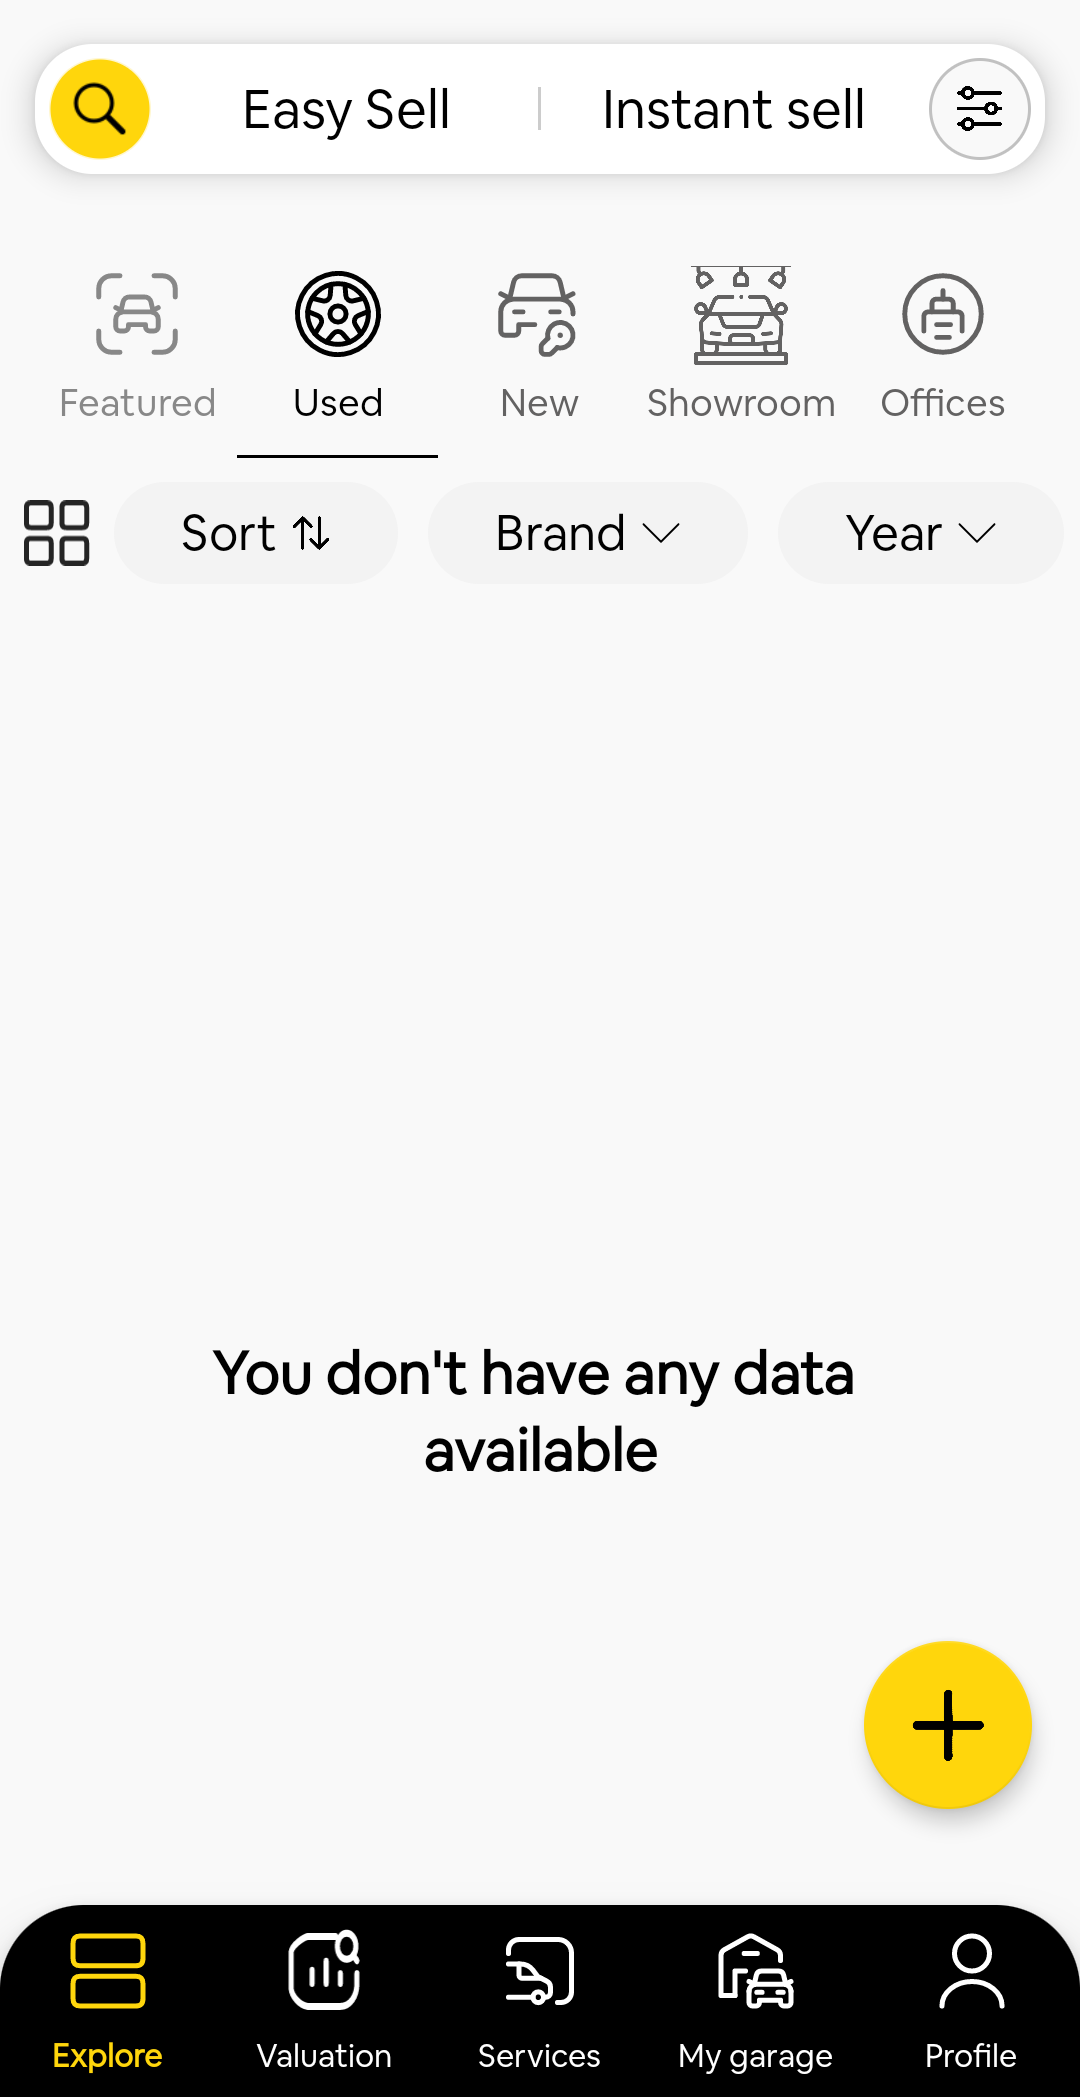 Easy Sell
Instant sell
Featured
Used
New
Showroom
Offices
Sort
Brand
Year
You don't have any data
available
Explore
Valuation
Services
My garage
Profile